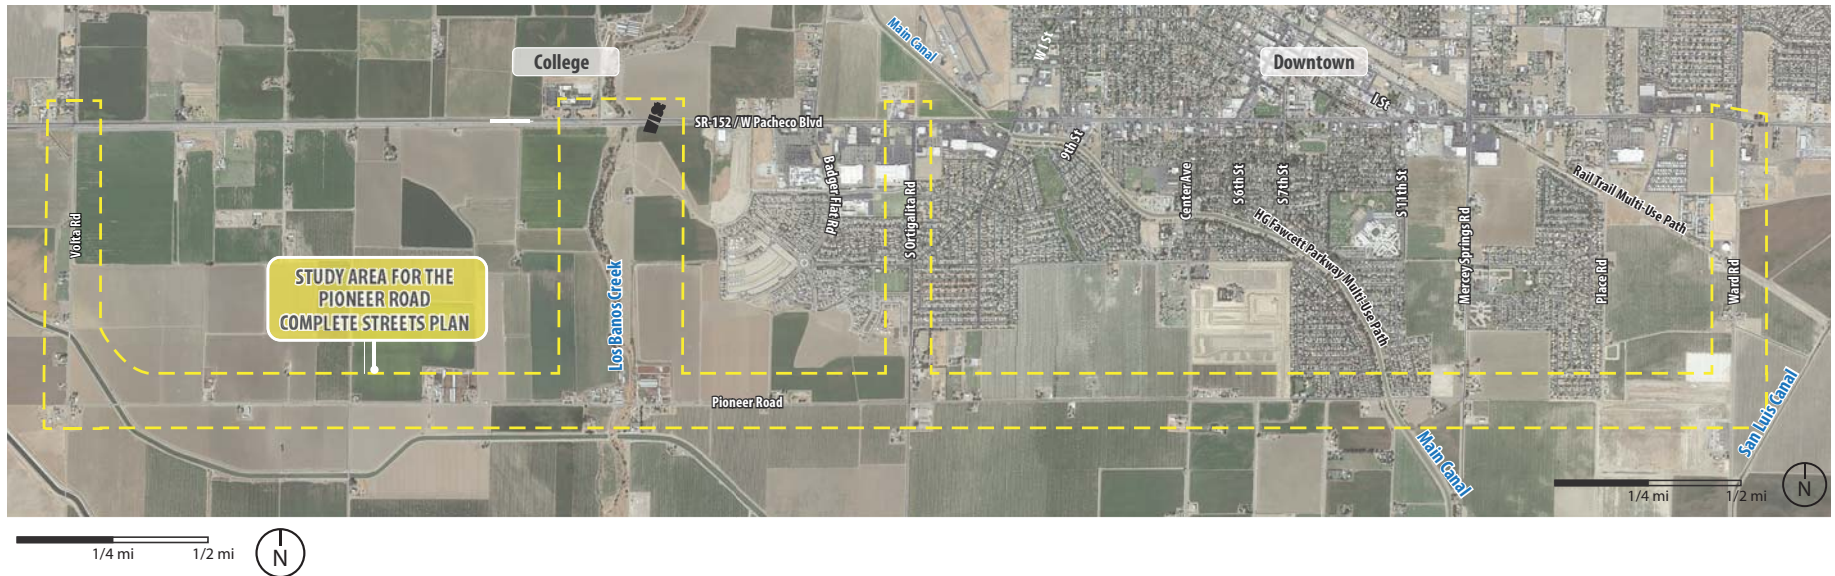 College
Downtown
Main Canal
W I St
I St
SR-152 / W Pacheco Blvd
9th St
Badger Flat Rd
S Ortigalita Rd
Center Ave
S 6th St
S 7th St
S 11th St
Rail Trail Multi-Use Path
Volta Rd
HG Fawcett Parkway Multi-Use Path
Mercey Springs Rd
Place Rd
Ward Rd
STUDY AREA FOR THE
PIONEER ROAD
COMPLETE STREETS PLAN
Los Banos Creek
Pioneer Road
Main Canal
San Luis Canal
1/4 mi
1/2 mi
N
1/4 mi
1/2 mi
N